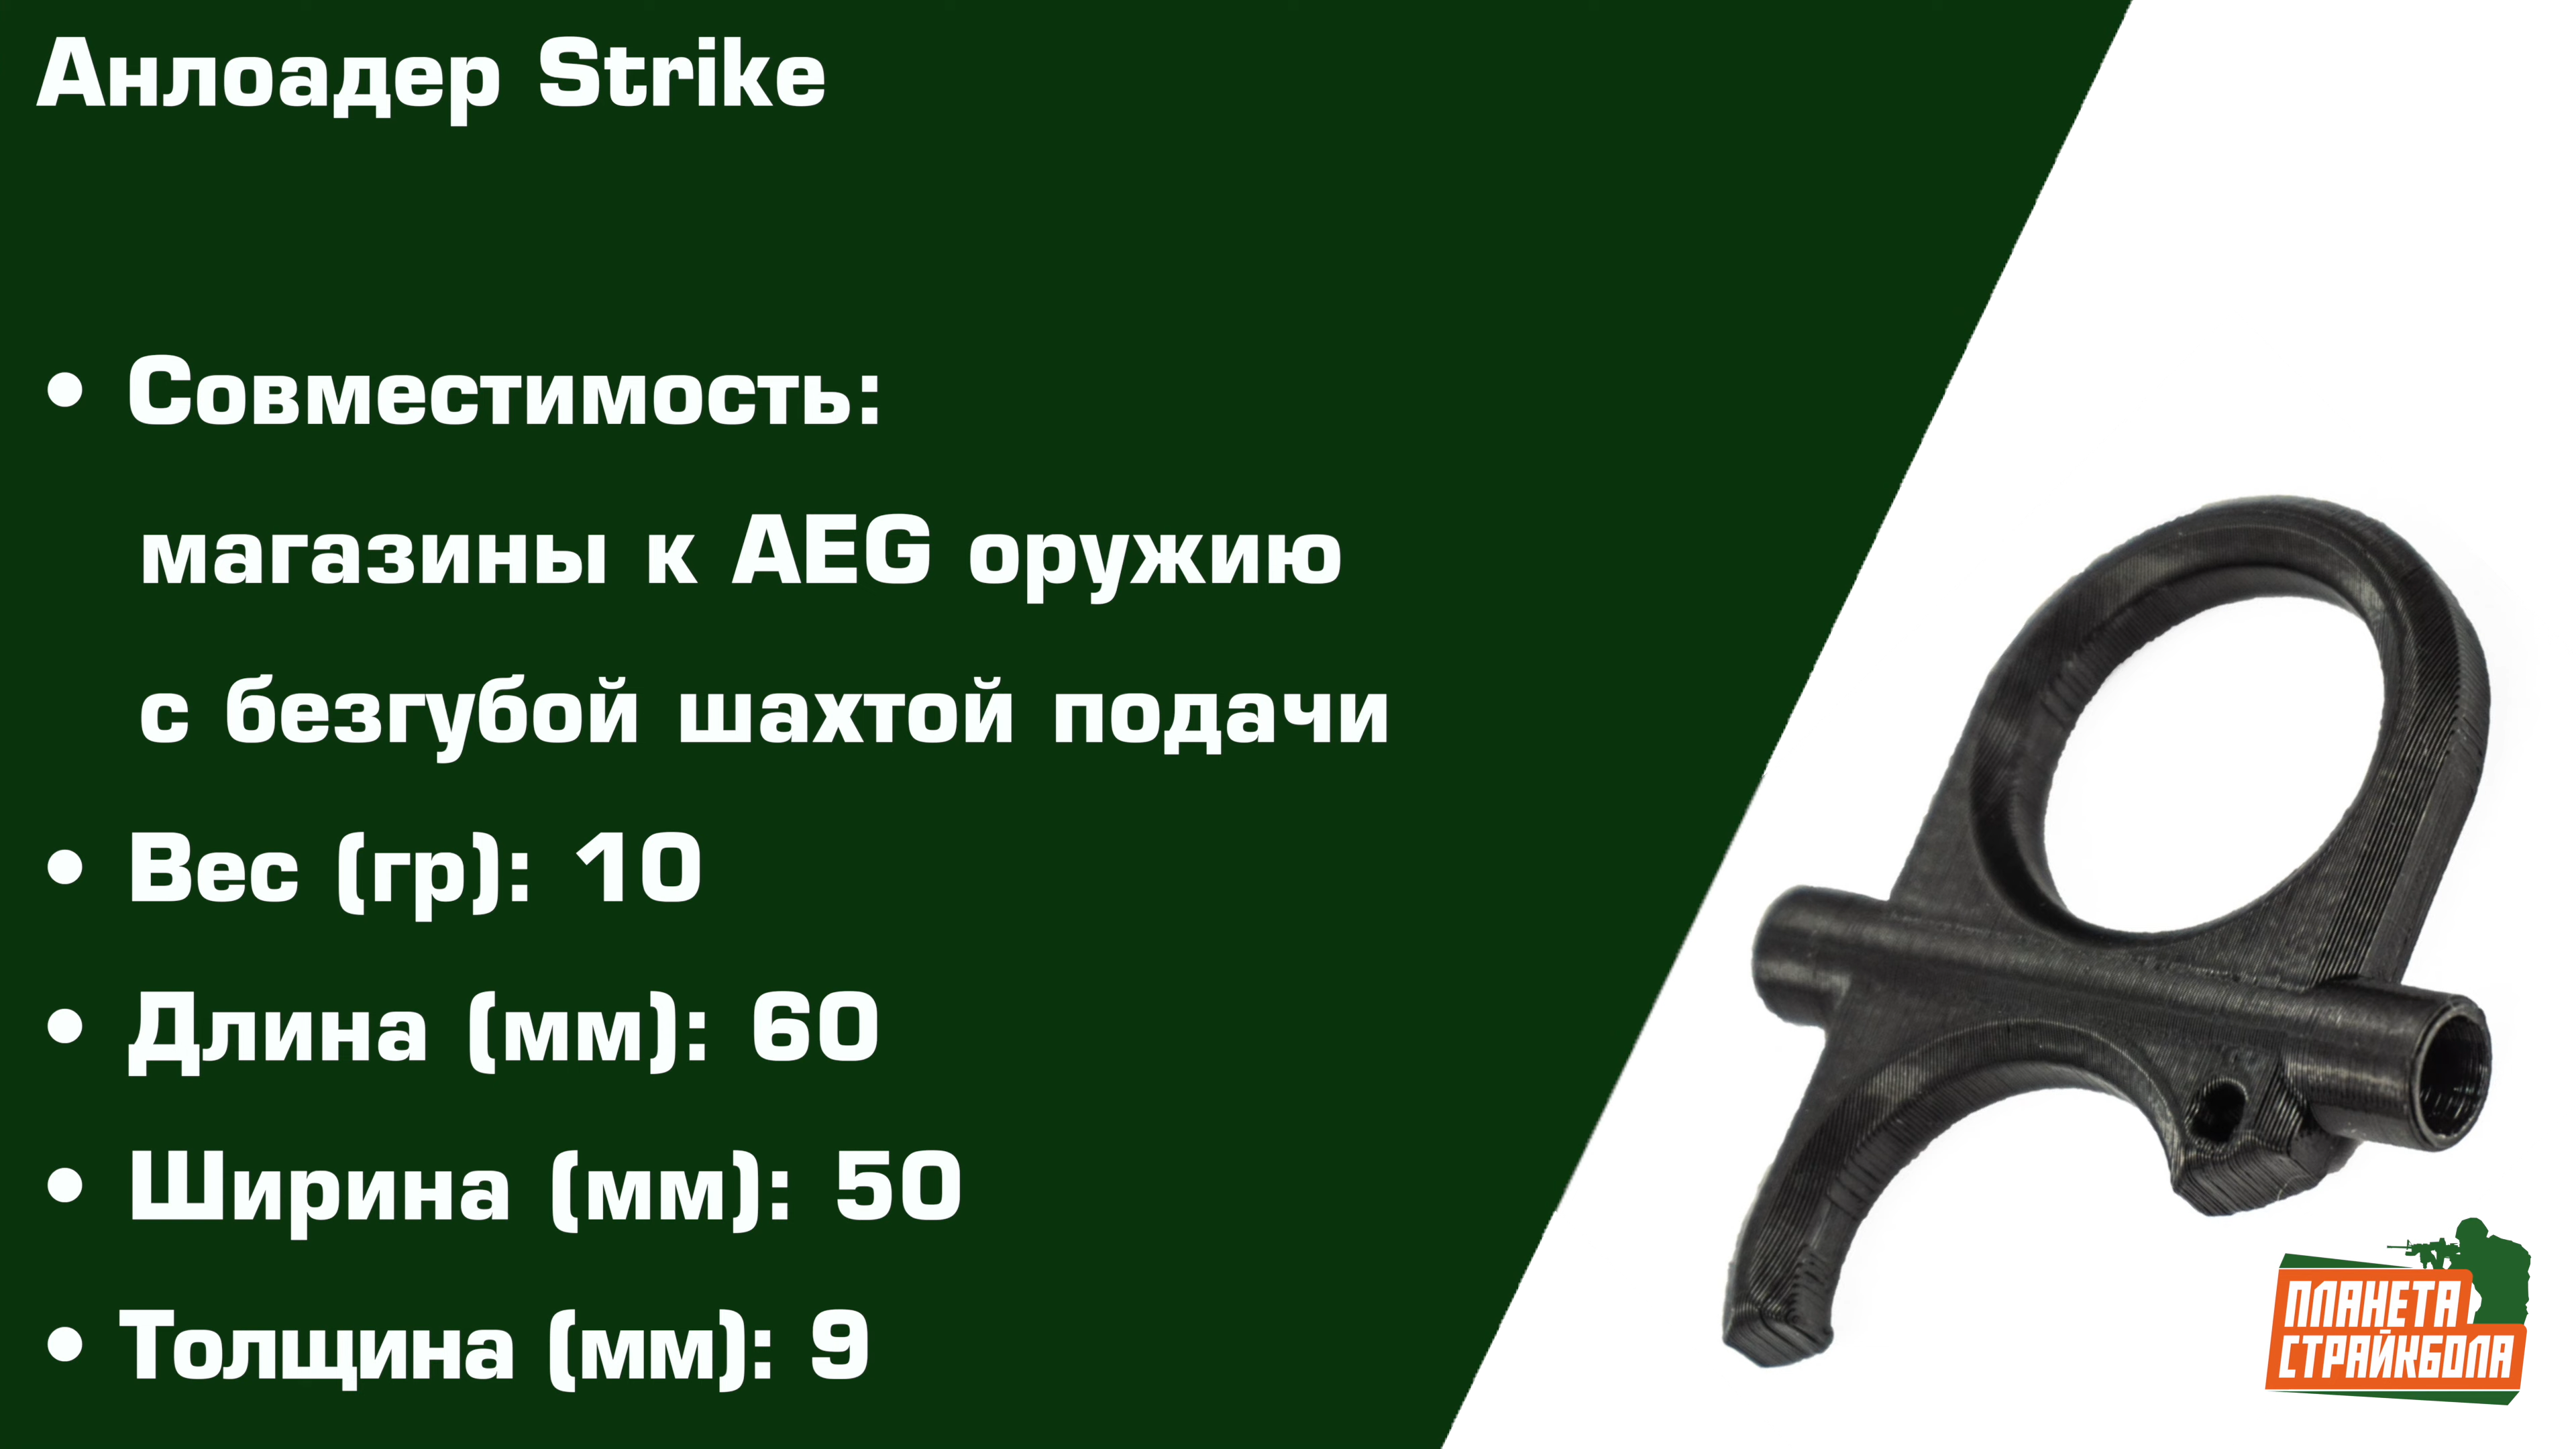 Анлоадер Strike
• Совместимость:
магазины к AEG оружию
с безгубой шахтой подачи
• Вес (гр): 10
• Длина (мм): 60
• Ширина (мм): 50
• Толщина (мм): 9
ПЛАНЕТА
СТРАЙКБОЛА